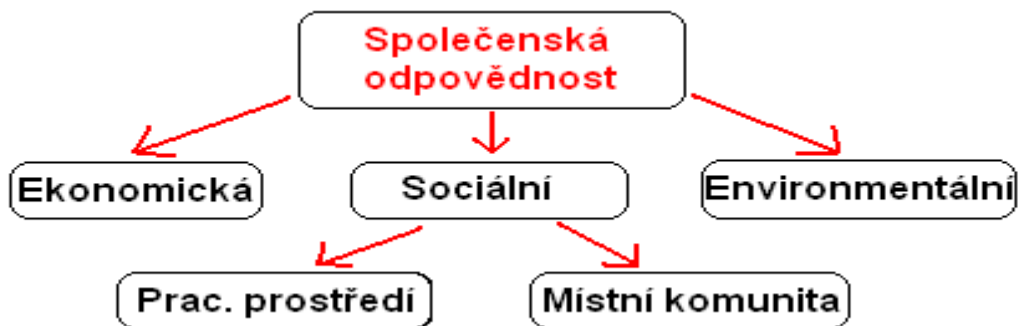 Společenská
odpovědnost
Ekonomická
Sociální
Environmentální
Prac. prostředí
Místní komunita